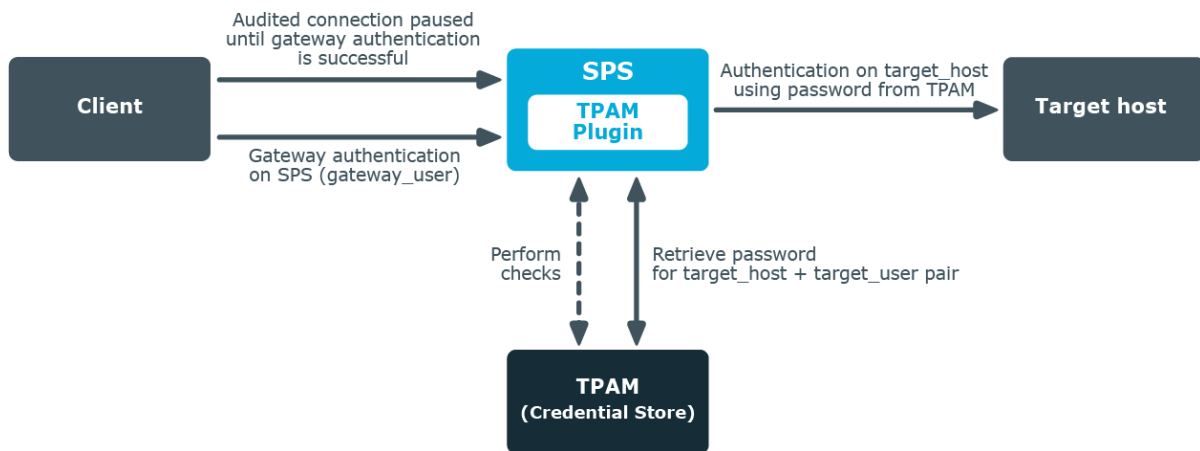 Audited connection paused
until gateway authentication
is successful
Client
Gateway authentication
on SPS (gateway_user)
SPS
TPAM
Plugin
Authentication on target_host
using password from TPAM
Target host
Perform
checks
Retrieve password
for target_host + target_user pair
TPAM
(Credential Store)